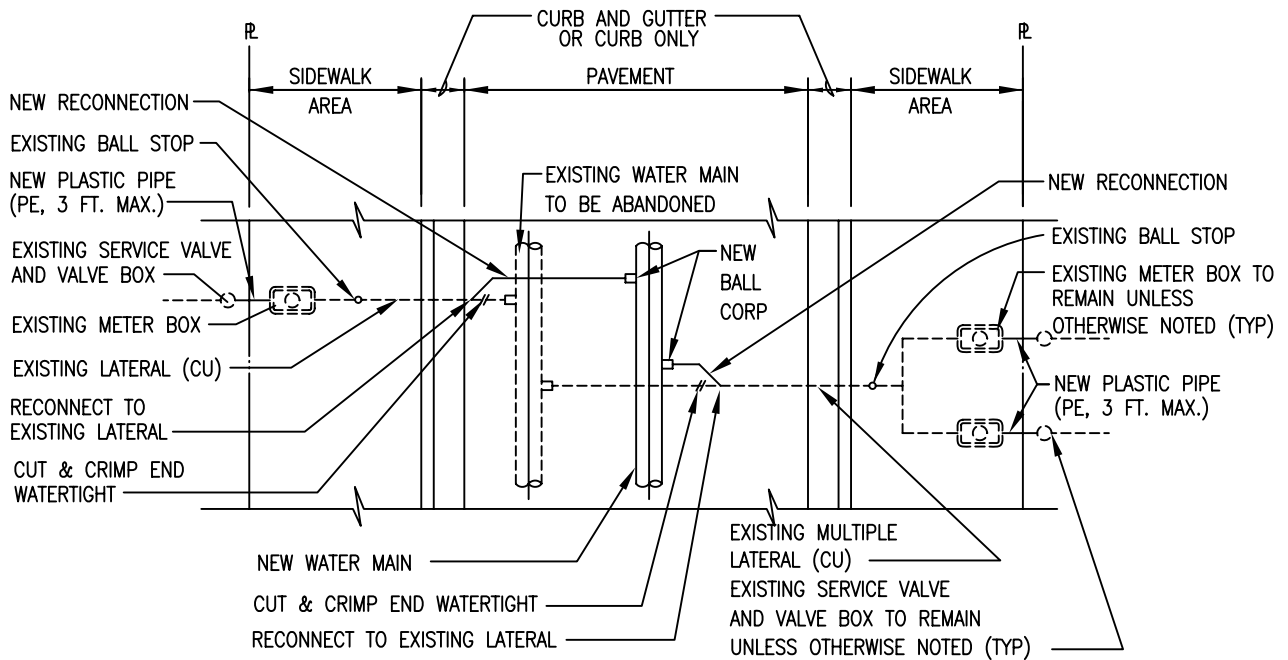 CURB AND GUTTER
OR CURB ONLY
PL
PL
SIDEWALK
AREA
PAVEMENT
SIDEWALK
AREA
NEW RECONNECTION
EXISTING BALL STOP
NEW PLASTIC PIPE
(PE, 3 FT. MAX.)
EXISTING SERVICE VALVE
AND VALVE BOX
EXISTING METER BOX
EXISTING LATERAL (CU)
RECONNECT TO
EXISTING LATERAL
CUT & CRIMP END
WATERTIGHT
EXISTING WATER MAIN
TO BE ABANDONED
NEW
BALL
CORP
NEW RECONNECTION
EXISTING BALL STOP
EXISTING METER BOX TO
REMAIN UNLESS
OTHERWISE NOTED (TYP)
NEW PLASTIC PIPE
(PE, 3 FT. MAX.)
NEW WATER MAIN
CUT & CRIMP END WATERTIGHT
RECONNECT TO EXISTING LATERAL
EXISTING MULTIPLE
LATERAL (CU)
EXISTING SERVICE VALVE
AND VALVE BOX TO REMAIN
UNLESS OTHERWISE NOTED (TYP)